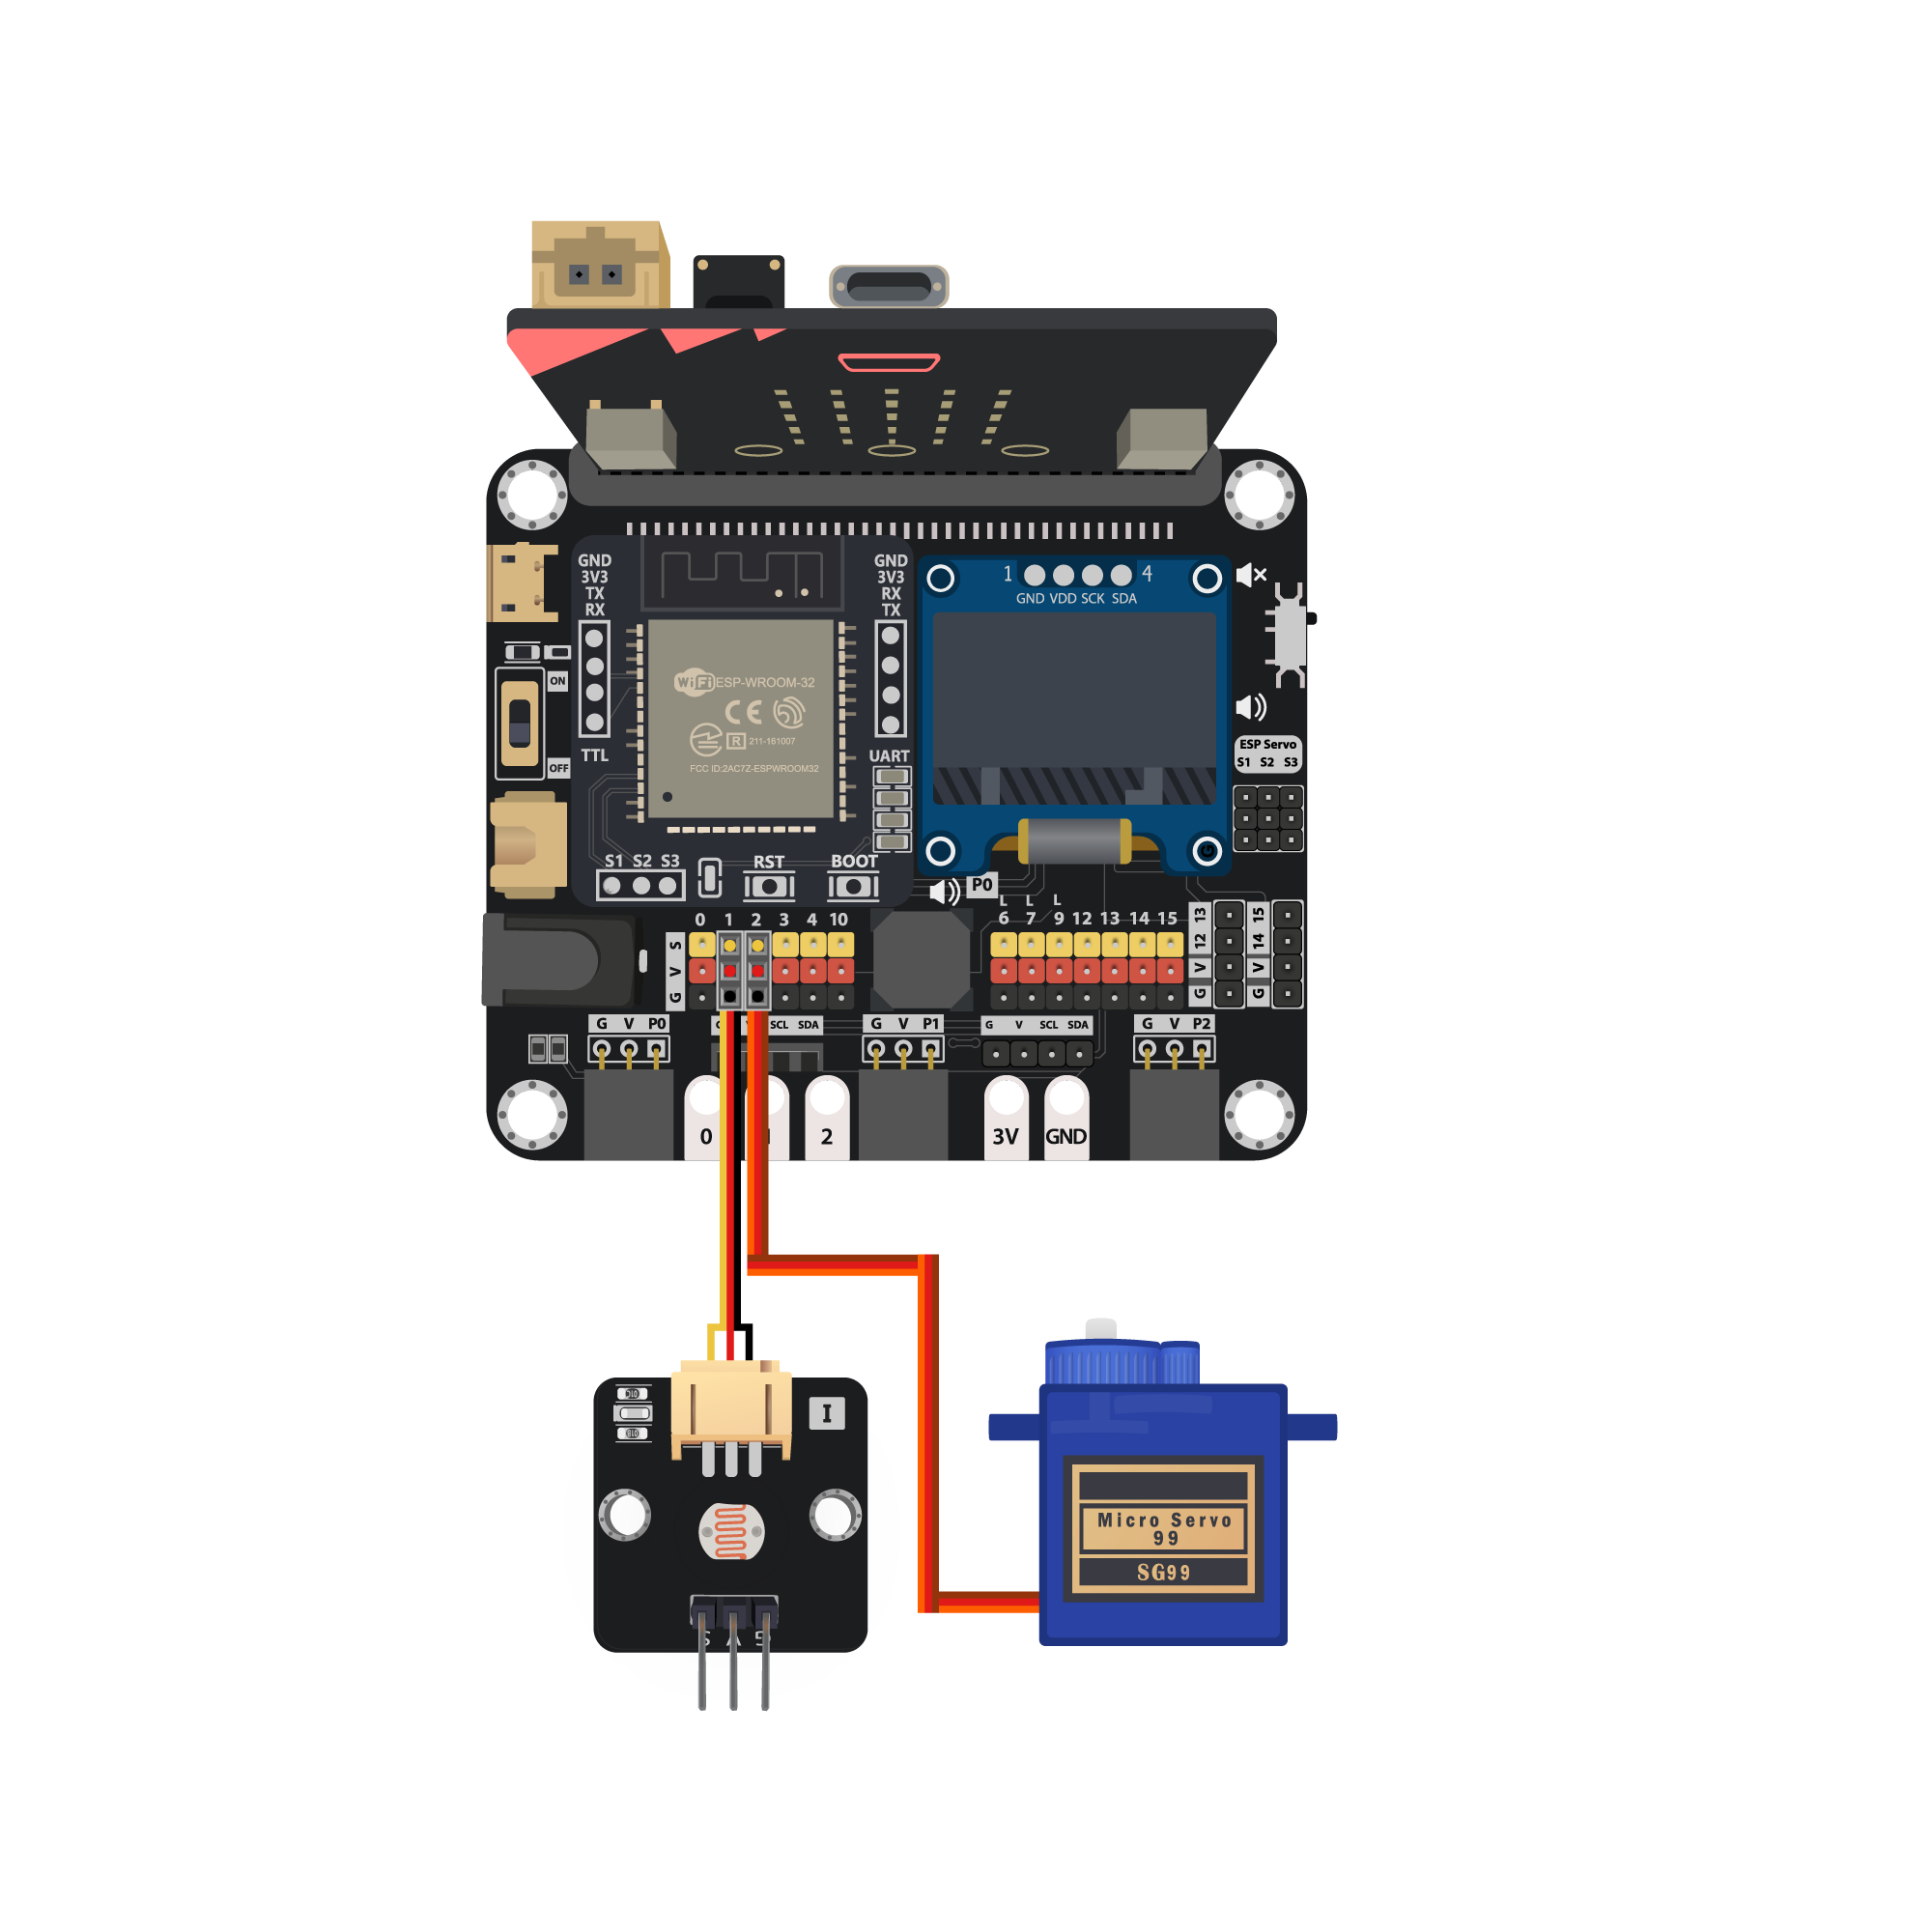 GND
3V3
TX
RX
TTL
GND
3V3
RX
TX
UART
1 4
GND VDD SCK SDA
ON
OFF
WiFi ESP-WROOM-32
CE
R 211-161007
FCC ID:2AC7Z-ESPWROOM32
ESP Servo
S1 S2 S3
S1 S2 S3
RST
BOOT
P0
L L L
0 1 2 3 4 10
6 7 9 12 13 14 15
S
V
G
13
12
V
G
15
14
V
G
G V P0
SCL SDA
G V P1
G V SCL SDA
G V P2
0
2
3V
GND
I
Micro Servo
99
SG99